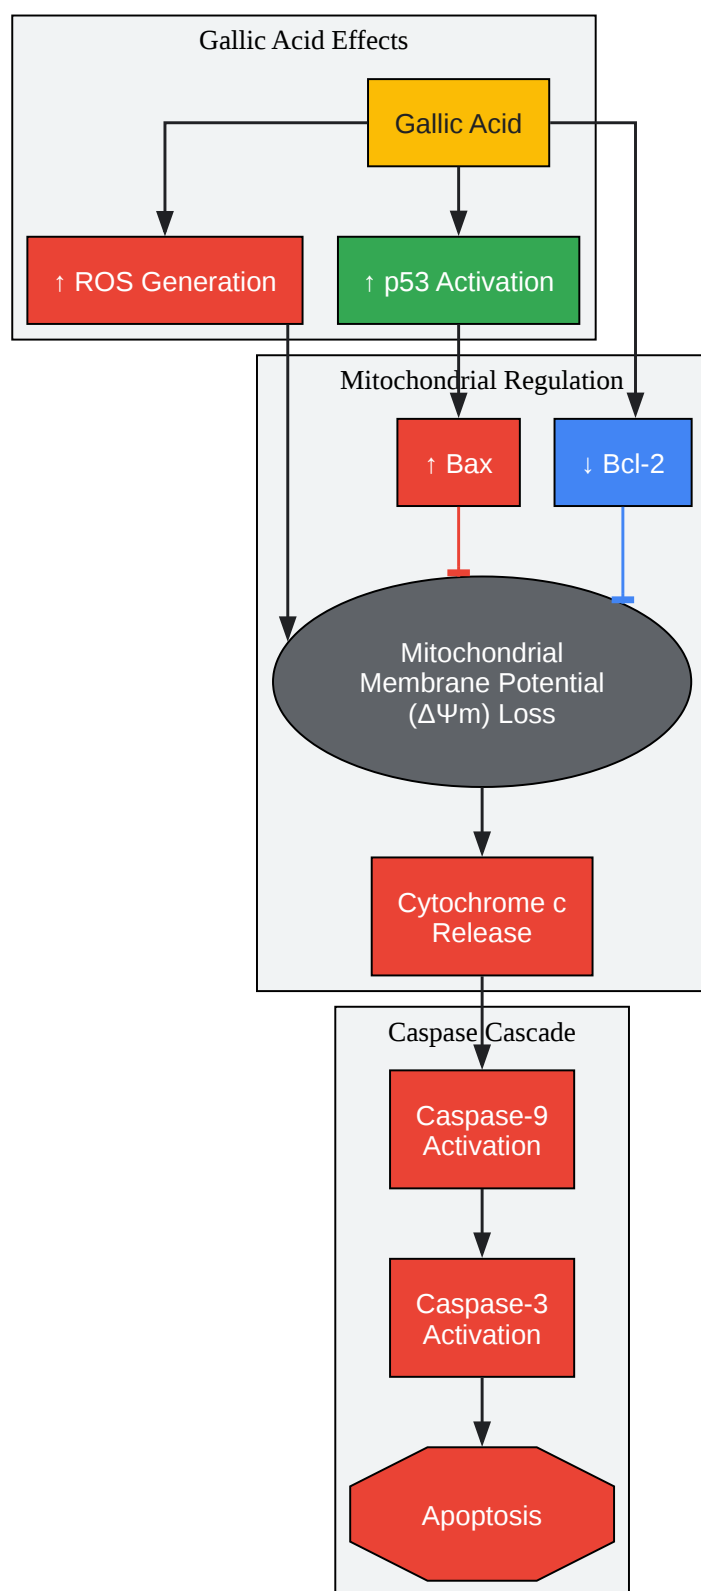 Gallic Acid Effects
Gallic Acid
↑ ROS Generation
↑ p53 Activation
Mitochondrial Regulation
↑ Bax
↓ Bcl-2
Mitochondrial
Membrane Potential
(ΔΨm) Loss
Cytochrome c
Release
Caspase Cascade
Caspase-9
Activation
Caspase-3
Activation
Apoptosis